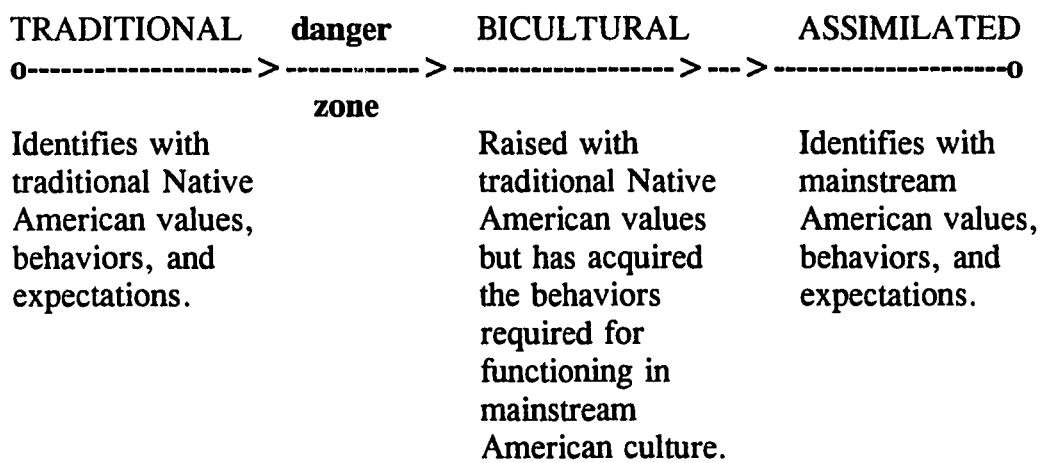 TRADITIONAL danger BICULTURAL ASSIMILATED
o-------------------- > ------------ > -------------------- > --- > ---------------------o
zone
Identifies with
traditional Native
American values,
behaviors, and
expectations.
Raised with
traditional Native
American values
but has acquired
the behaviors
required for
functioning in
mainstream
American culture.
Identifies with
mainstream
American values,
behaviors, and
expectations.